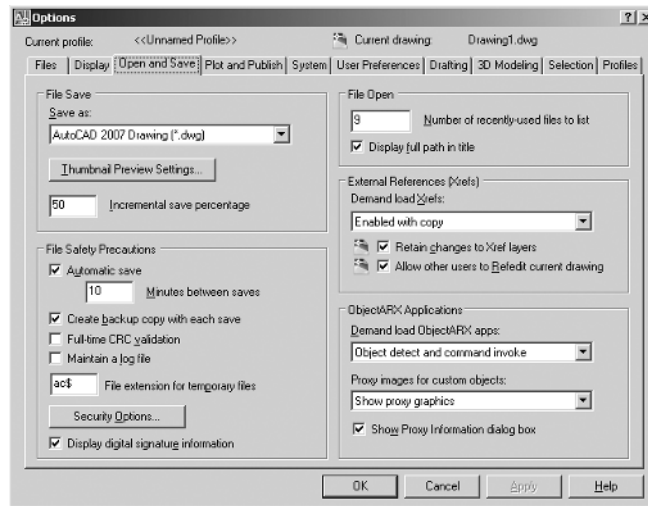 Options
Current profile: <<Unnamed Profile>> Current drawing: Drawing1.dwg
Files Display Open and Save Plot and Publish System User Preferences Drafting 3D Modeling Selection Profiles
File Save
Save as:
AutoCAD 2007 Drawing (*.dwg)
Thumbnail Preview Settings...
50 Incremental save percentage
File Safety Precautions
Automatic save
10 Minutes between saves
Create backup copy with each save
Full-time CRC validation
Maintain a log file
ac$ File extension for temporary files
Security Options...
Display digital signature information
File Open
9 Number of recently-used files to list
Display full path in title
External References (Xrefs)
Demand load Xrefs:
Enabled with copy
Retain changes to Xref layers
Allow other users to Refedit current drawing
ObjectARX Applications
Demand load ObjectARX apps:
Object detect and command invoke
Proxy images for custom objects:
Show proxy graphics
Show Proxy Information dialog box
OK Cancel Apply Help